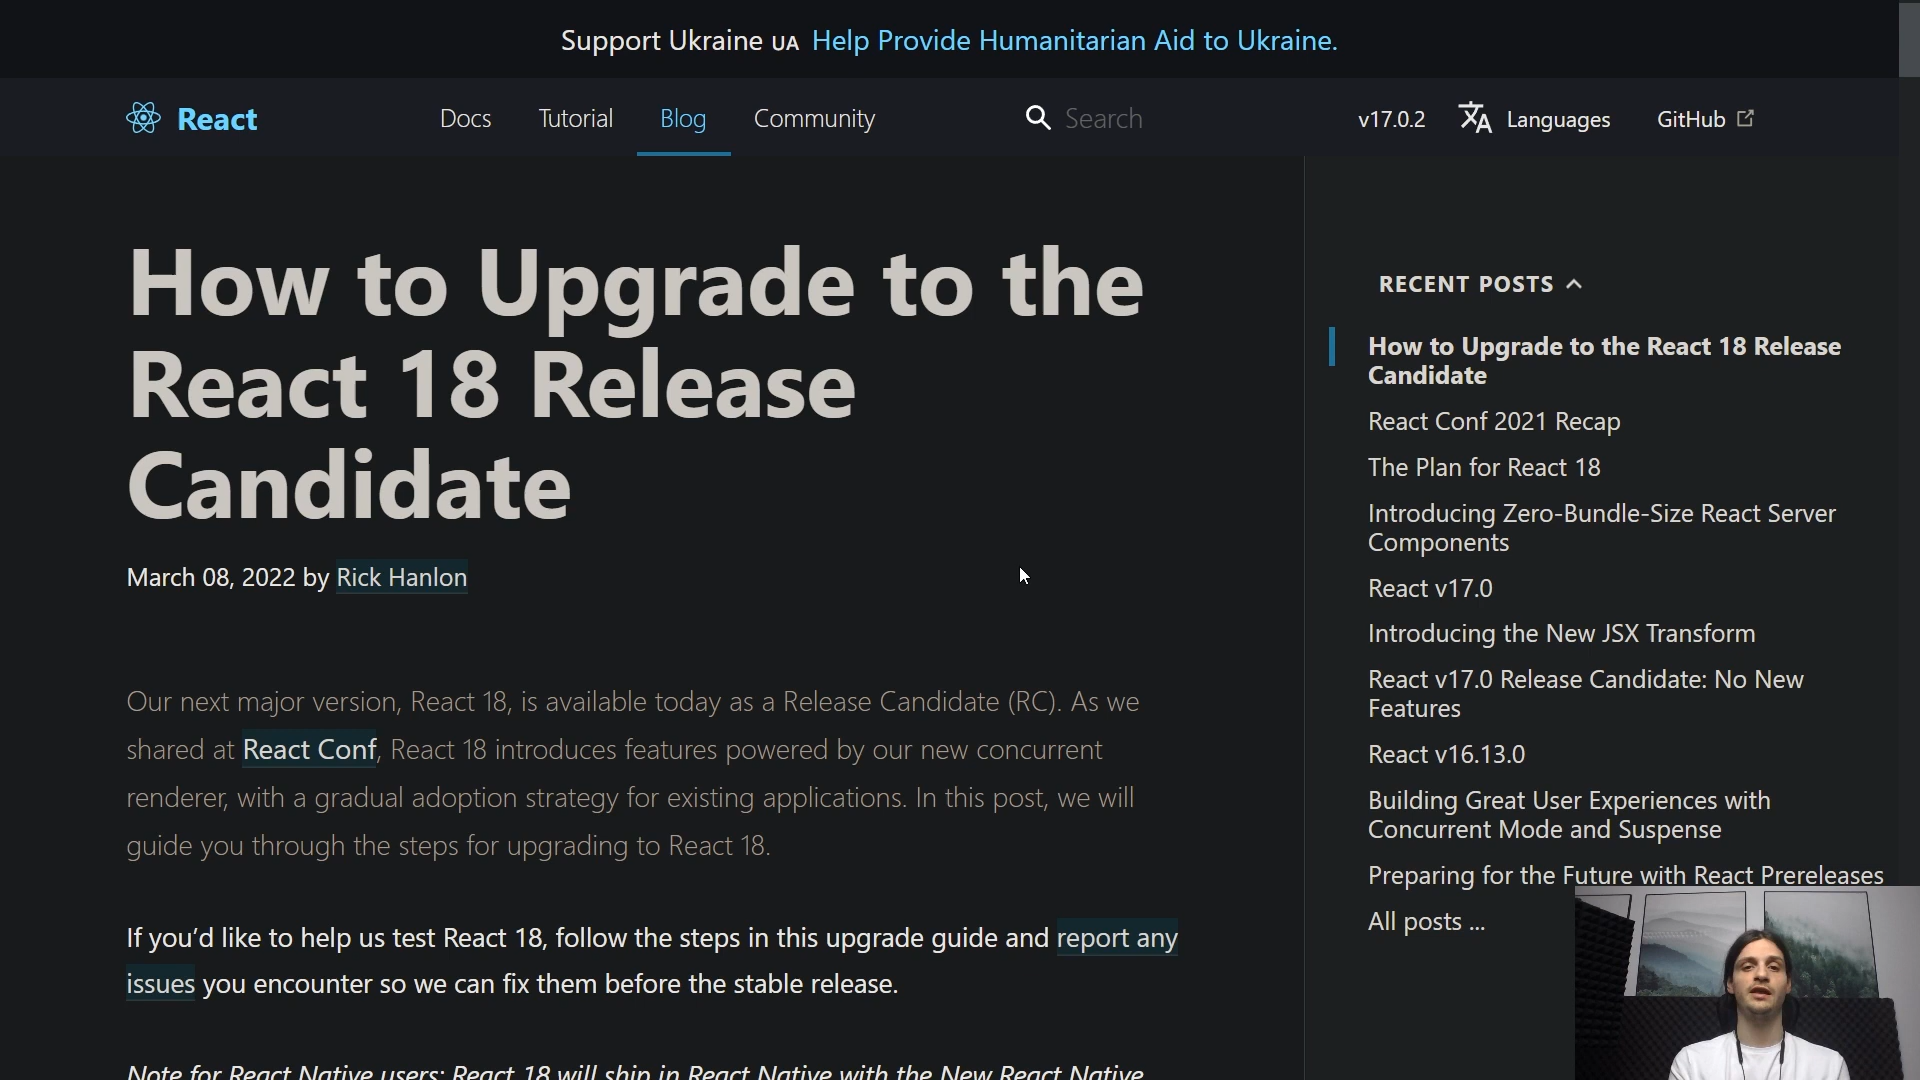 Support Ukraine UA Help Provide Humanitarian Aid to Ukraine.
React Docs Tutorial Blog Community Search v17.0.2 Languages GitHub
How to Upgrade to the
React 18 Release
Candidate
March 08, 2022 by Rick Hanlon
Our next major version, React 18, is available today as a Release Candidate (RC). As we
shared at React Conf, React 18 introduces features powered by our new concurrent
renderer, with a gradual adoption strategy for existing applications. In this post, we will
guide you through the steps for upgrading to React 18.
If you’d like to help us test React 18, follow the steps in this upgrade guide and report any
issues you encounter so we can fix them before the stable release.
Note for React Native users: React 18 will ship in React Native with the New React Native
RECENT POSTS
How to Upgrade to the React 18 Release
Candidate
React Conf 2021 Recap
The Plan for React 18
Introducing Zero-Bundle-Size React Server
Components
React v17.0
Introducing the New JSX Transform
React v17.0 Release Candidate: No New
Features
React v16.13.0
Building Great User Experiences with
Concurrent Mode and Suspense
Preparing for the Future with React Prereleases
All posts ...